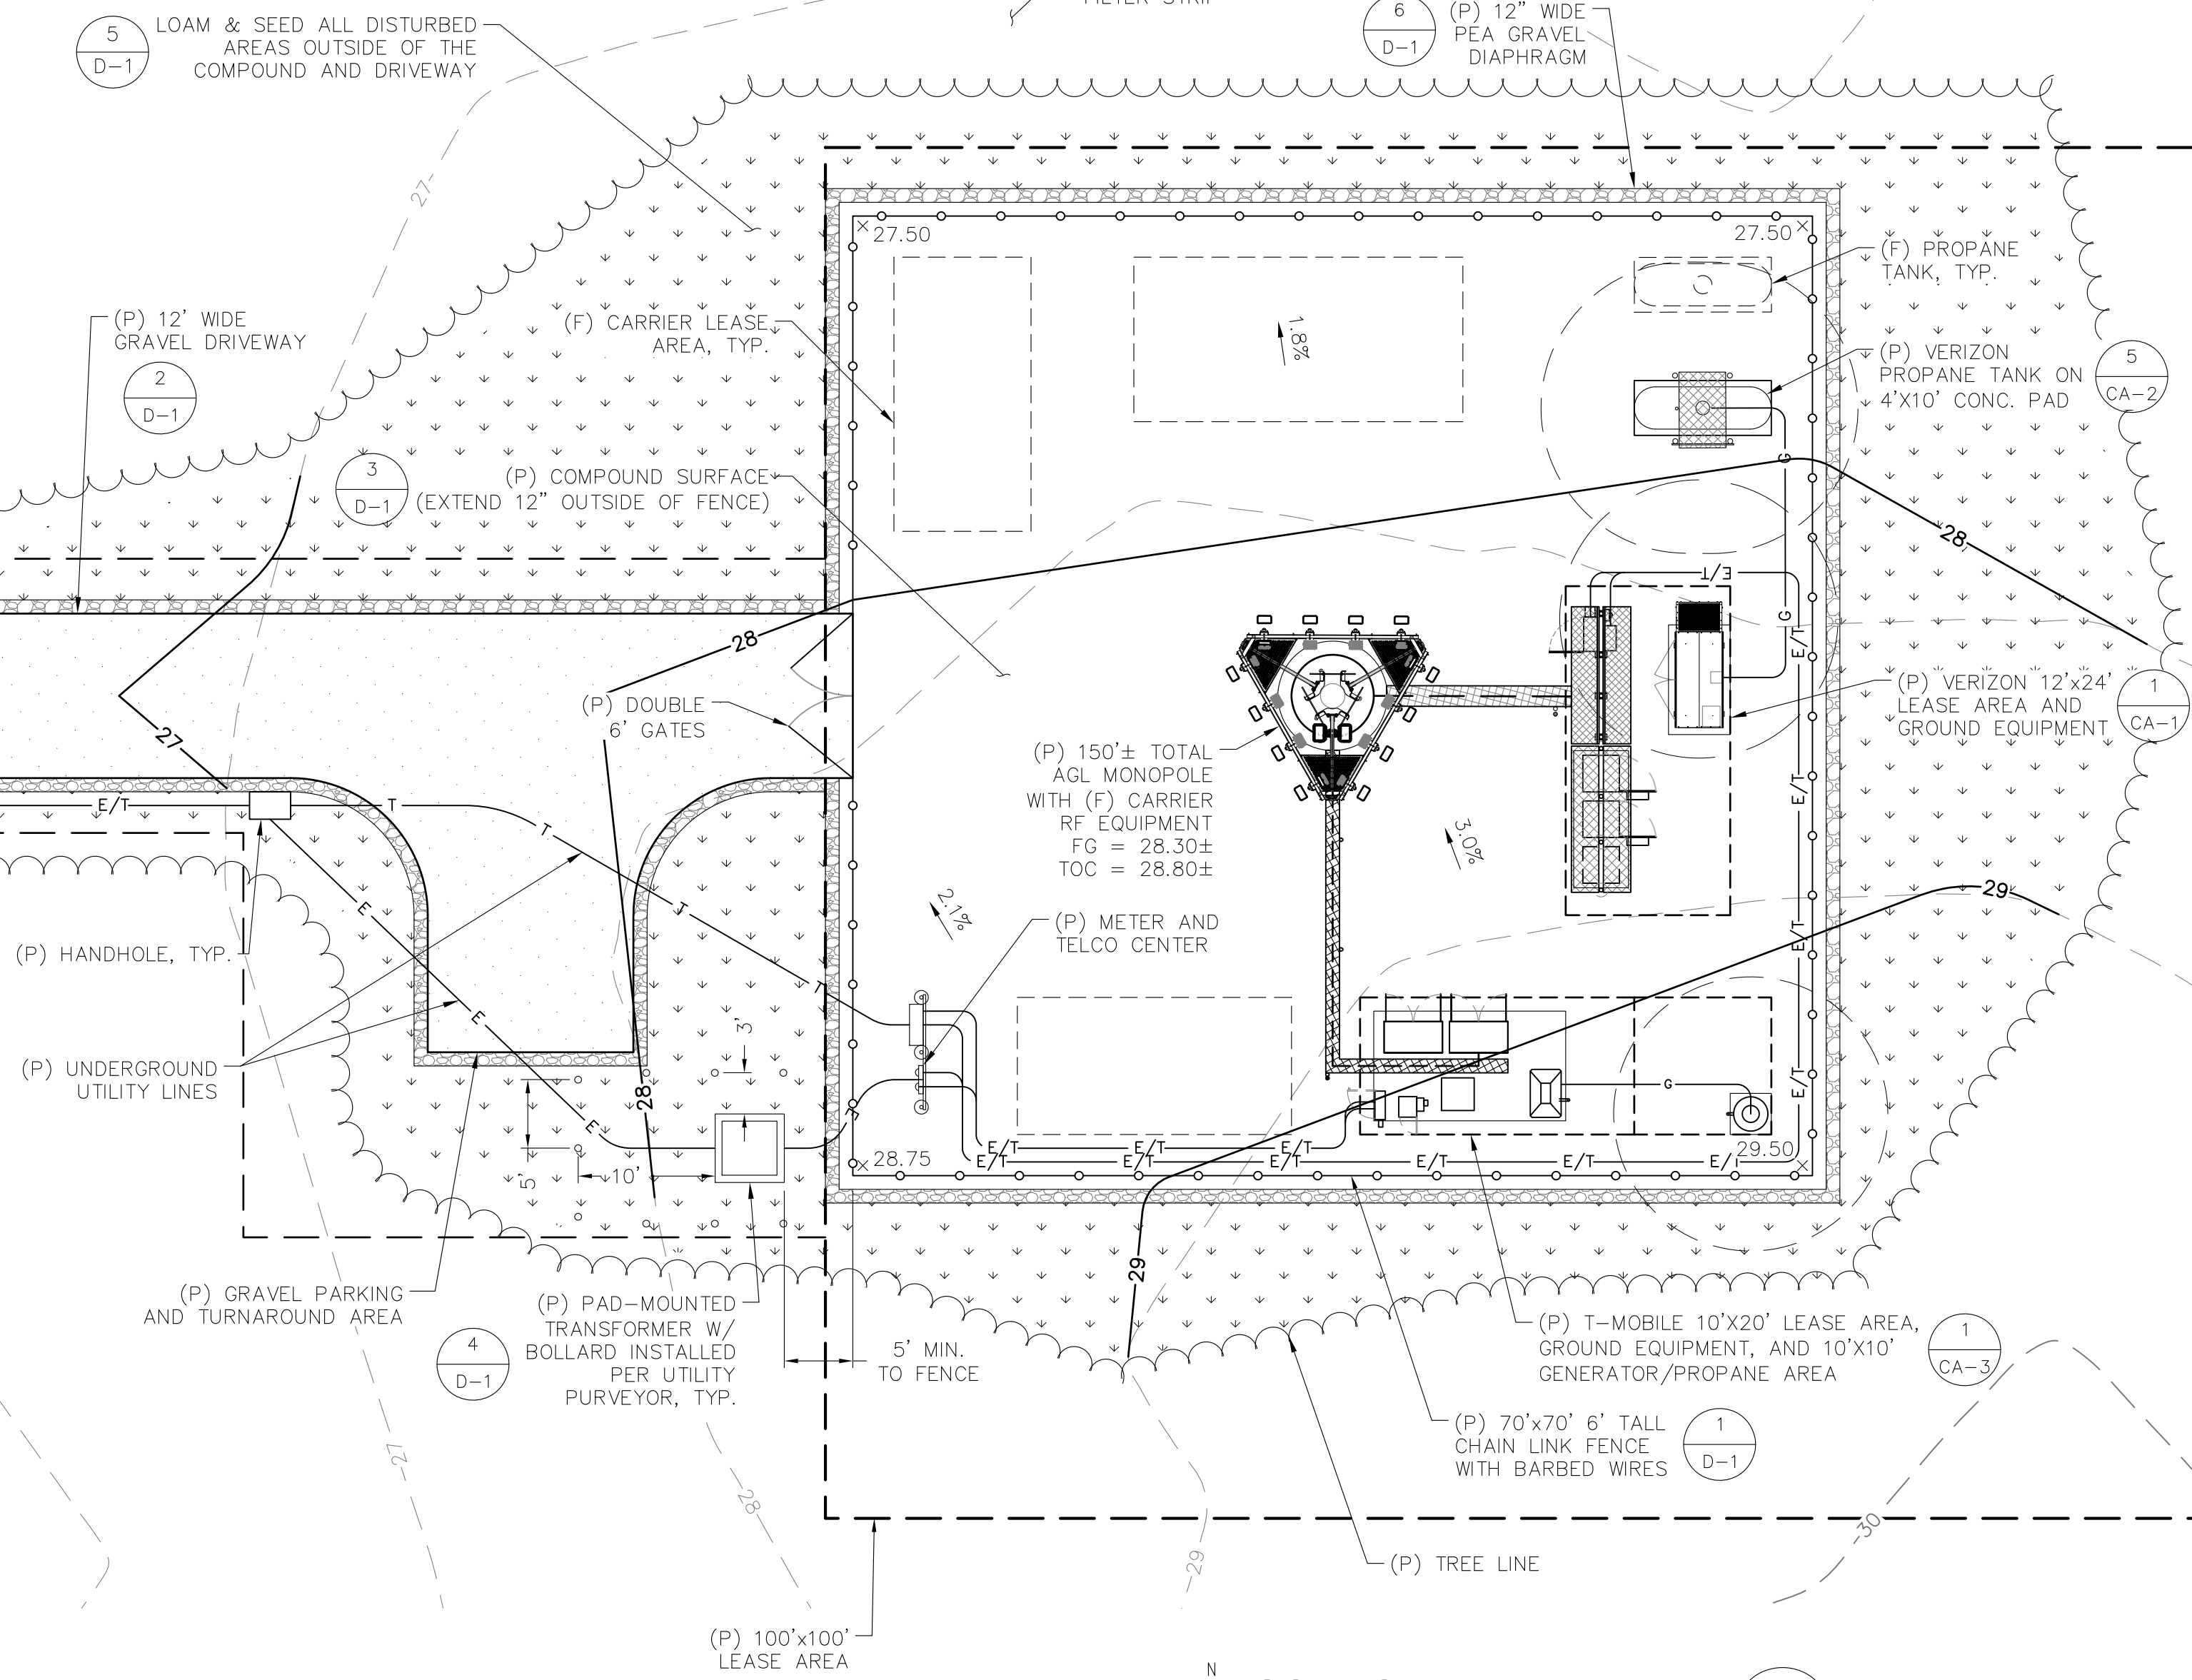 5
D-1
LOAM & SEED ALL DISTURBED
AREAS OUTSIDE OF THE
COMPOUND AND DRIVEWAY
6
D-1
(P) 12" WIDE
PEA GRAVEL
DIAPHRAGM
27-
27.50
27.50
(F) PROPANE
TANK, TYP.
(P) 12' WIDE
GRAVEL DRIVEWAY
2
D-1
(F) CARRIER LEASE
AREA, TYP.
1.8%
(P) VERIZON
PROPANE TANK ON
4'X10' CONC. PAD
5
CA-2
3
D-1
(P) COMPOUND SURFACE
(EXTEND 12" OUTSIDE OF FENCE)
G
28
E/T
G
E/T
28
27
(P) DOUBLE
6' GATES
(P) VERIZON 12'x24'
LEASE AREA AND
GROUND EQUIPMENT
1
CA-1
(P) 150'± TOTAL
AGL MONOPOLE
WITH (F) CARRIER
RF EQUIPMENT
FG = 28.30±
TOC = 28.80±
3.0%
E/T
E/T
T
T
T
T
E
E
E
E
2.1%
29
E/T
(P) METER AND
TELCO CENTER
(P) HANDHOLE, TYP.
(P) UNDERGROUND
UTILITY LINES
3'
5'
10'
28
G
E/T
28.75
29.50
E/T
E/T
E/T
E/T
E/T
E/T
E/T
E/T
E/T
29
(P) GRAVEL PARKING
AND TURNAROUND AREA
4
D-1
(P) PAD-MOUNTED
TRANSFORMER W/
BOLLARD INSTALLED
PER UTILITY
PURVEYOR, TYP.
5' MIN.
TO FENCE
(P) T-MOBILE 10'X20' LEASE AREA,
GROUND EQUIPMENT, AND 10'X10'
GENERATOR/PROPANE AREA
1
CA-3
(P) 70'x70' 6' TALL
CHAIN LINK FENCE
WITH BARBED WIRES
1
D-1
-27
-28
-29
-30
(P) TREE LINE
(P) 100'x100'
LEASE AREA
N